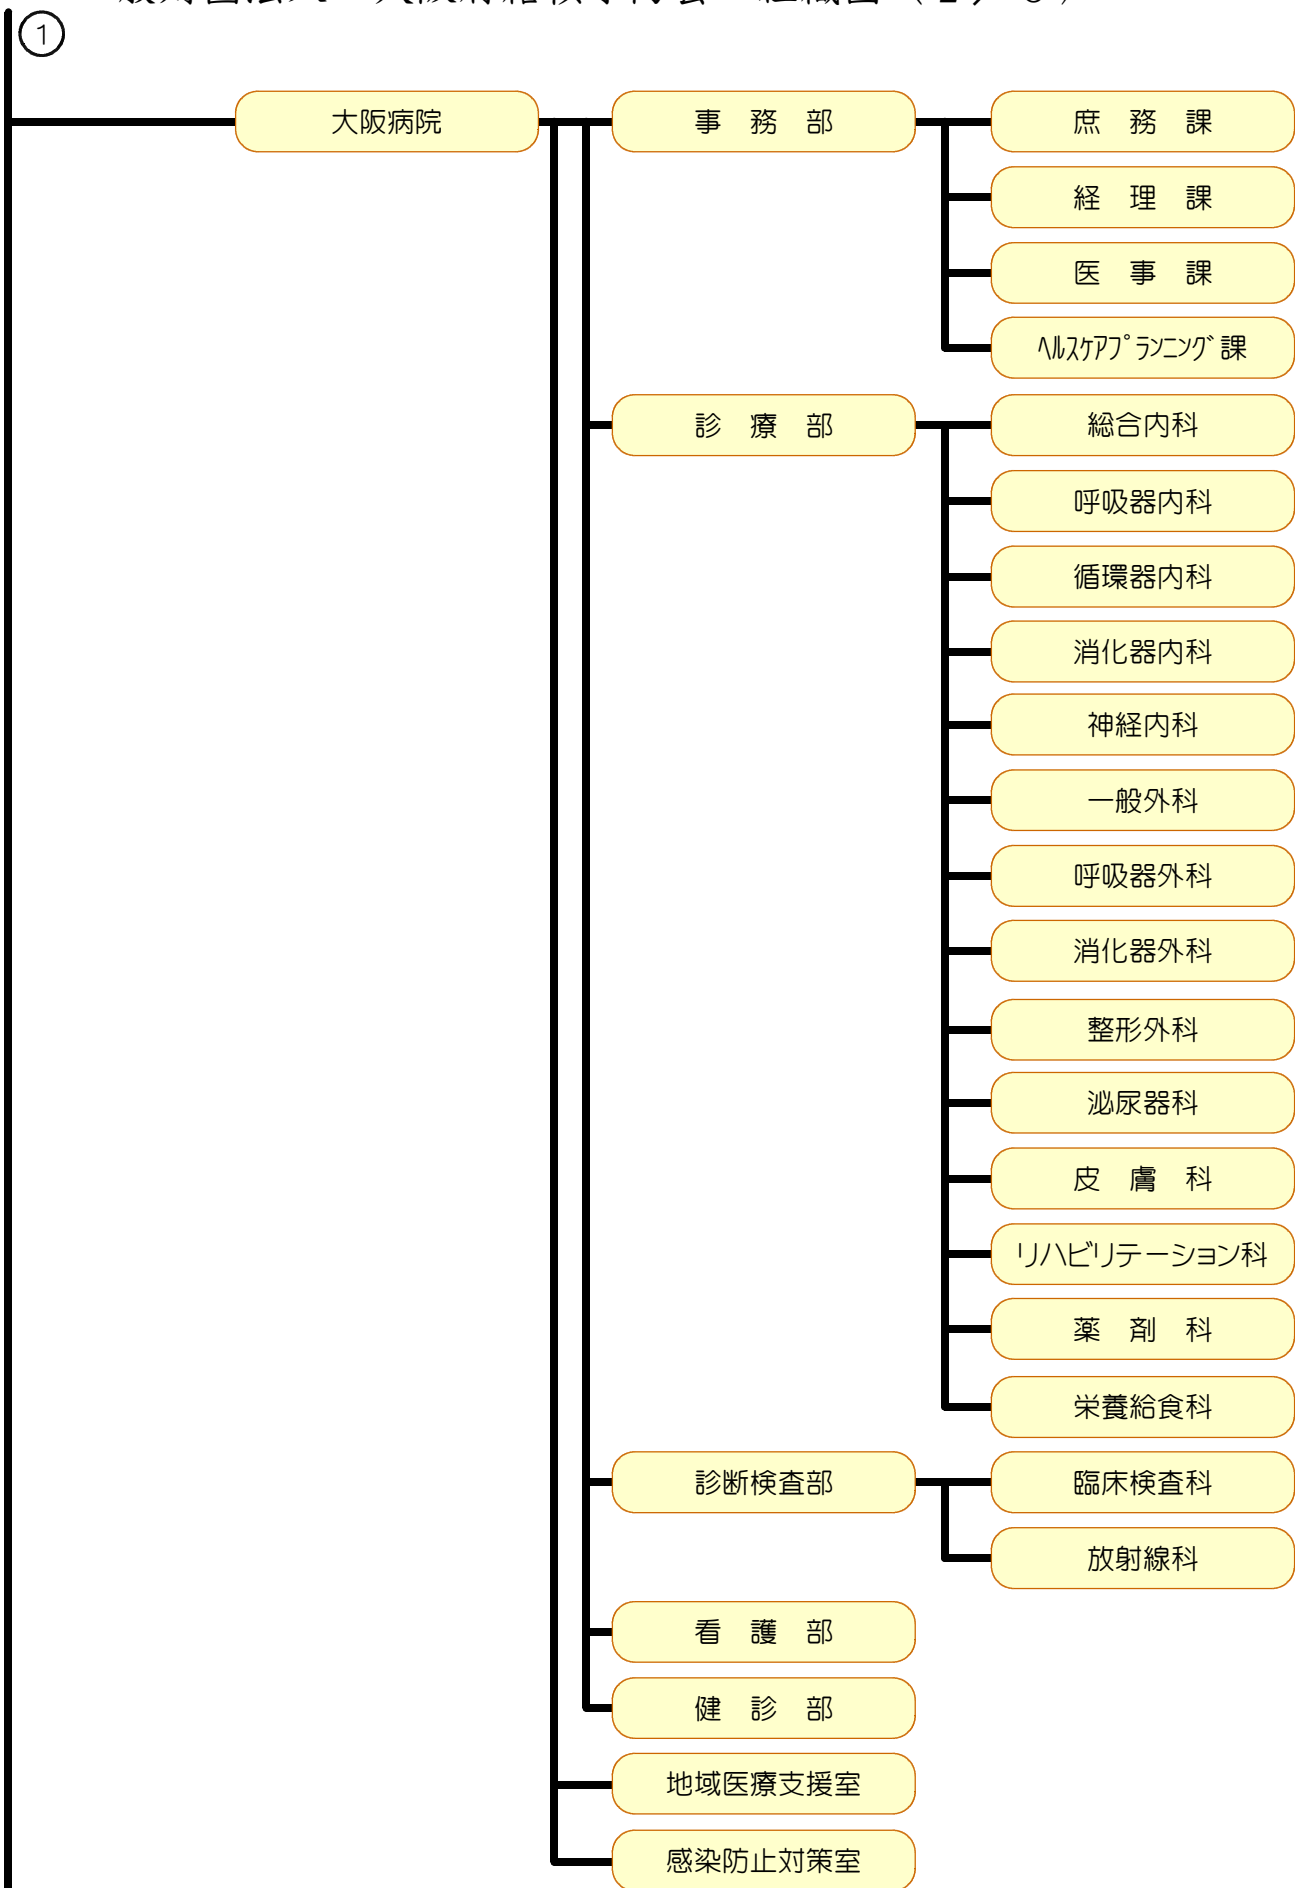 ①
大阪病院
事　務　部
庶　務　課
経　理　課
医　事　課
ﾍﾙｽｹｱﾌﾟﾗﾝﾆﾝｸﾞ課
診　療　部
総合内科
呼吸器内科
循環器内科
消化器内科
神経内科
一般外科
呼吸器外科
消化器外科
整形外科
泌尿器科
皮　膚　科
リハビリテーション科
薬　剤　科
栄養給食科
診断検査部
臨床検査科
放射線科
看　護　部
健　診　部
地域医療支援室
感染防止対策室